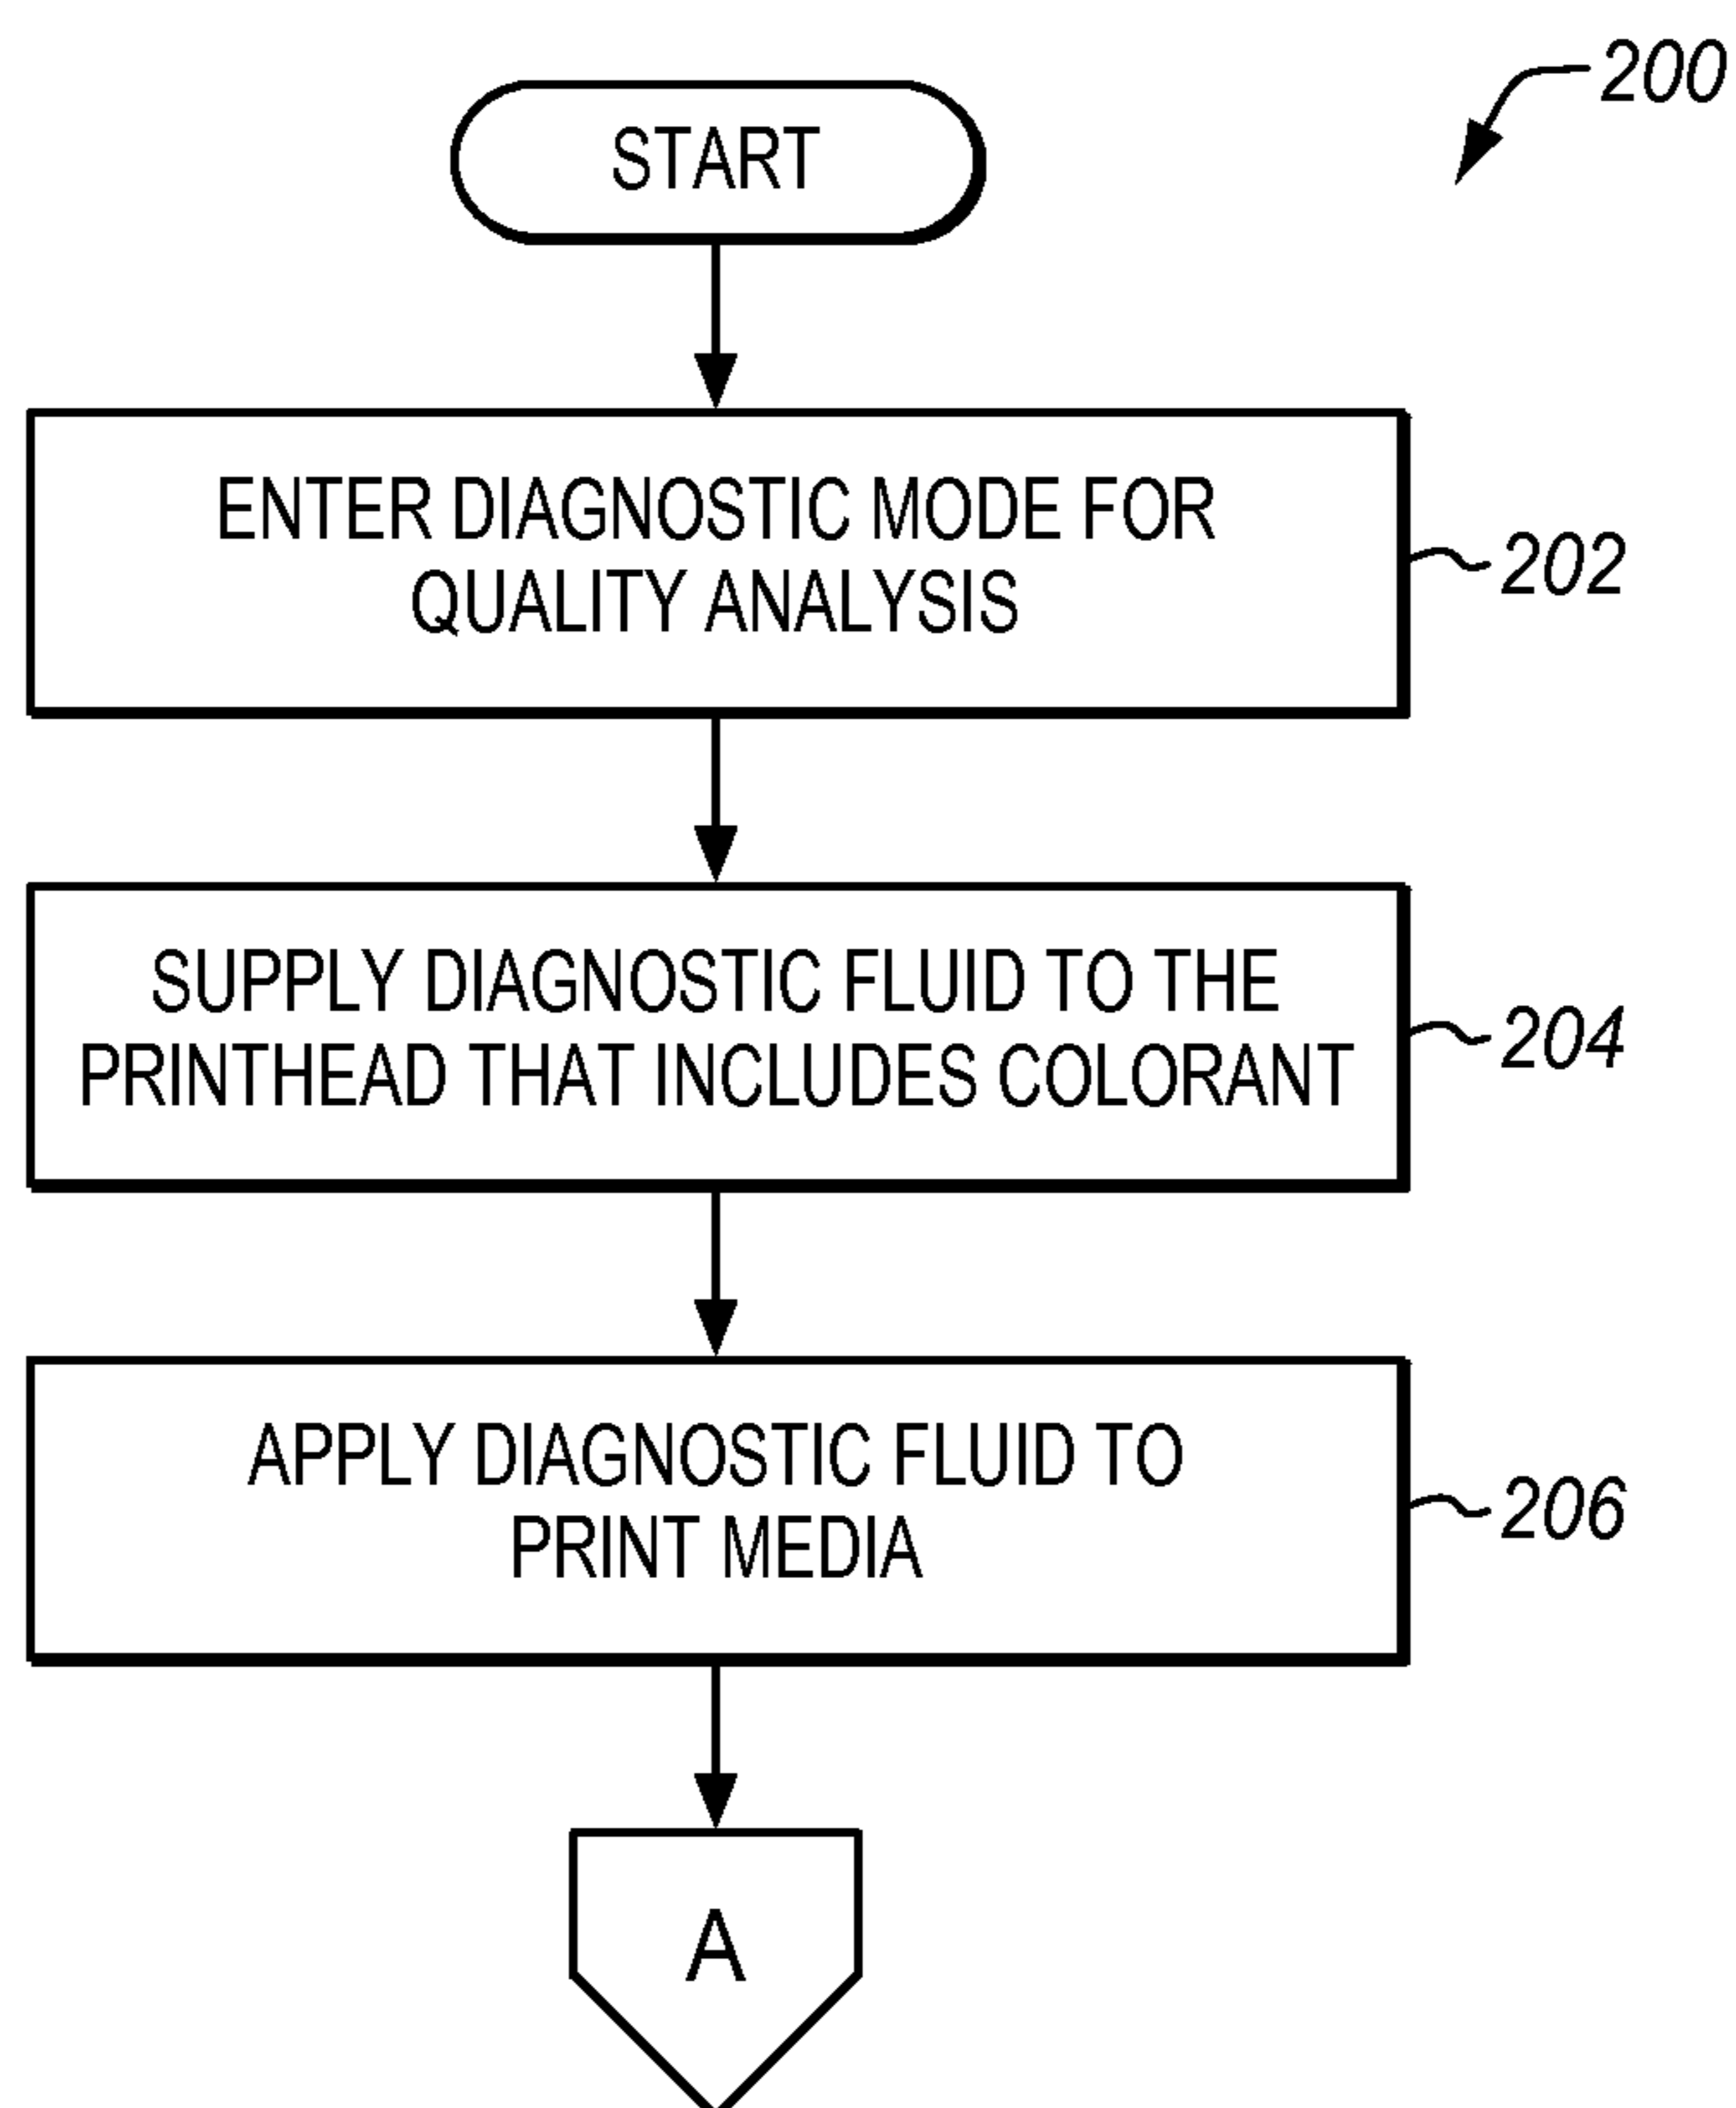 200
START
ENTER DIAGNOSTIC MODE FOR
QUALITY ANALYSIS
202
SUPPLY DIAGNOSTIC FLUID TO THE
PRINTHEAD THAT INCLUDES COLORANT
204
APPLY DIAGNOSTIC FLUID TO
PRINT MEDIA
206
A